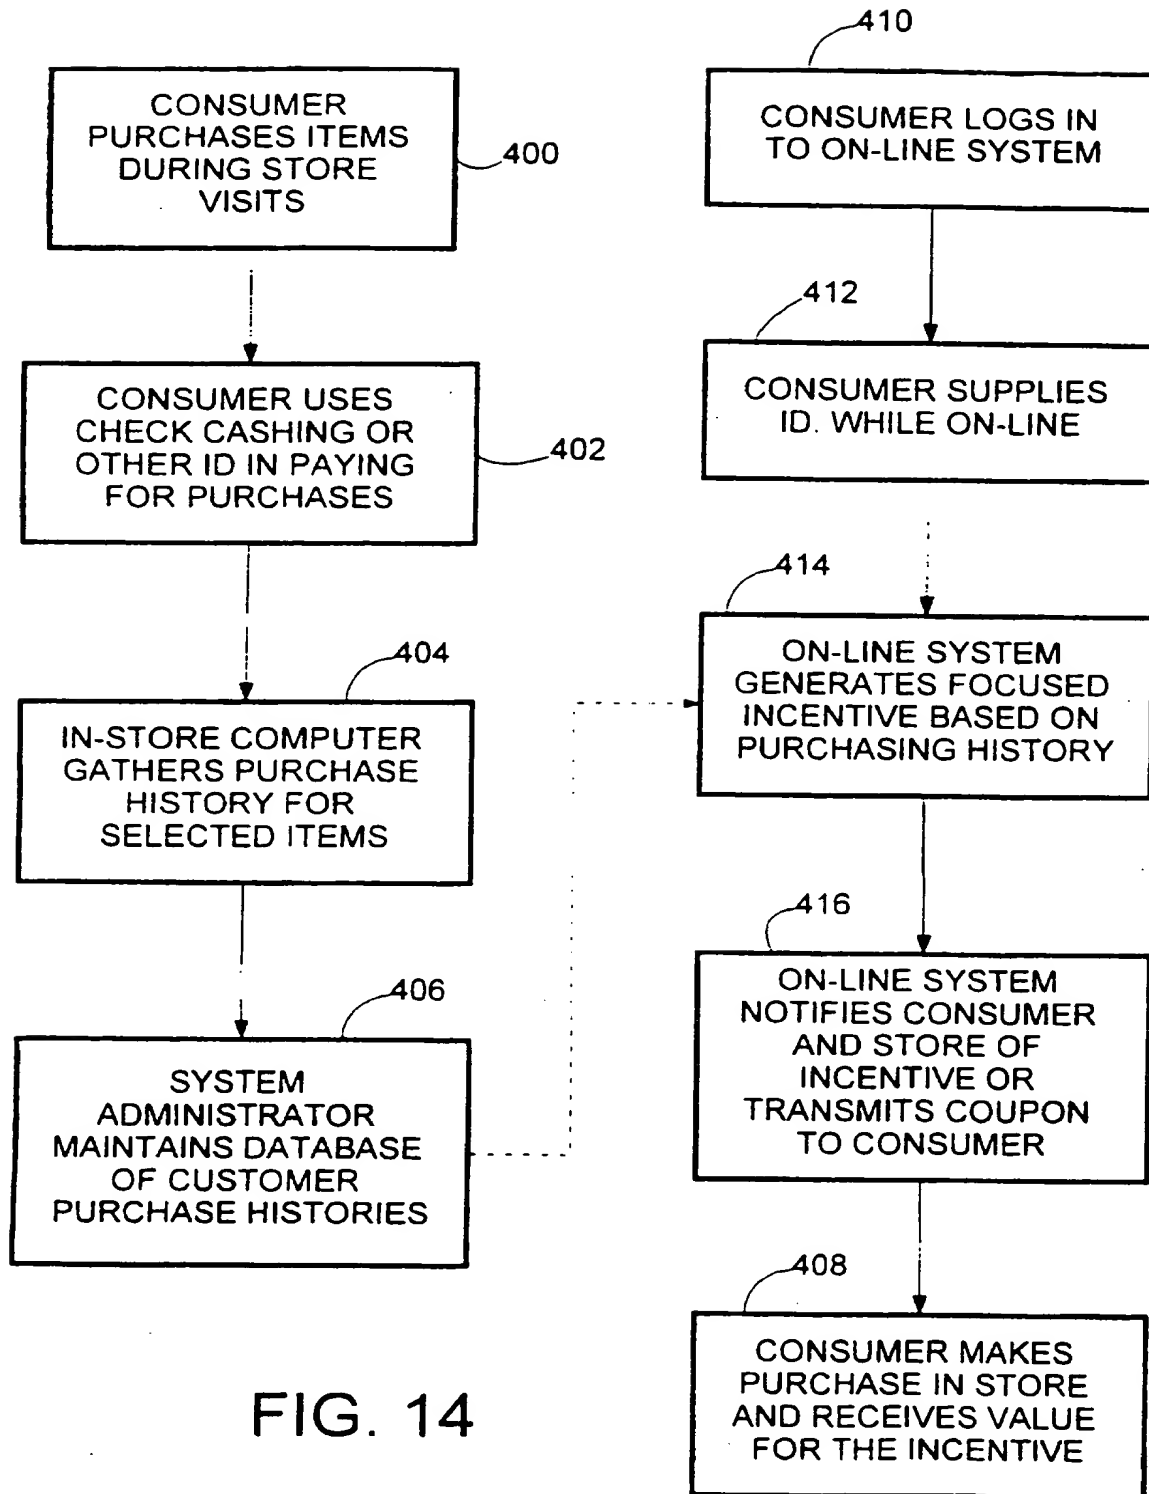 CONSUMER
PURCHASES ITEMS
DURING STORE
VISITS
400
CONSUMER USES
CHECK CASHING OR
OTHER ID IN PAYING
FOR PURCHASES
402
404
IN-STORE COMPUTER
GATHERS PURCHASE
HISTORY FOR
SELECTED ITEMS
406
SYSTEM
ADMINISTRATOR
MAINTAINS DATABASE
OF CUSTOMER
PURCHASE HISTORIES
410
CONSUMER LOGS IN
TO ON-LINE SYSTEM
412
CONSUMER SUPPLIES
ID. WHILE ON-LINE
414
ON-LINE SYSTEM
GENERATES FOCUSED
INCENTIVE BASED ON
PURCHASING HISTORY
416
ON-LINE SYSTEM
NOTIFIES CONSUMER
AND STORE OF
INCENTIVE OR
TRANSMITS COUPON
TO CONSUMER
408
CONSUMER MAKES
PURCHASE IN STORE
AND RECEIVES VALUE
FOR THE INCENTIVE
FIG. 14